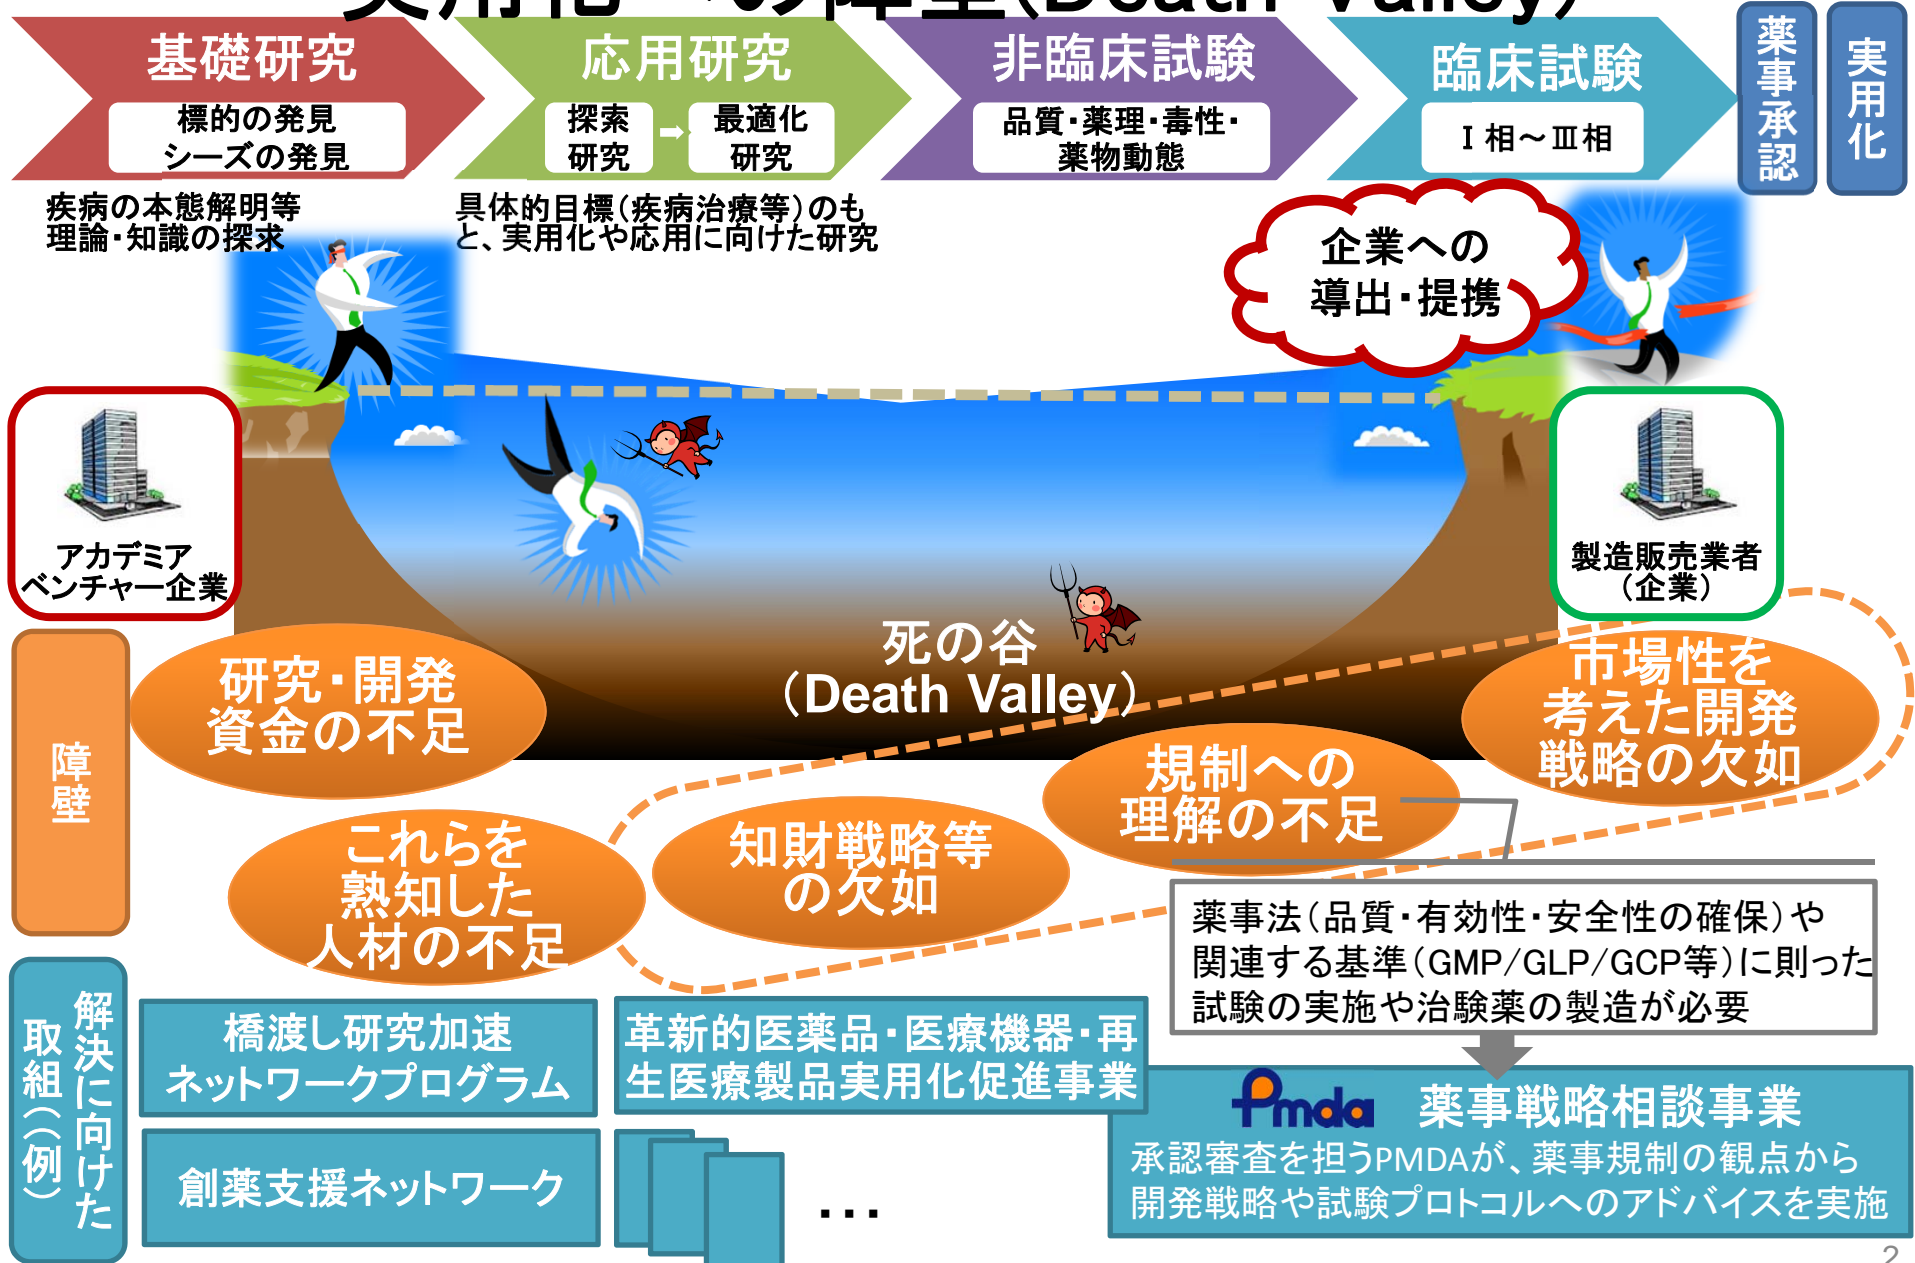 実用化への障壁(Death Valley)
基礎研究
標的の発見
シーズの発見
応用研究
探索
研究
最適化
研究
非臨床試験
品質・薬理・毒性・
薬物動態
臨床試験
Ⅰ相～Ⅲ相
薬事承認
実用化
疾病の本態解明等
理論・知識の探求
具体的目標(疾病治療等)のも
と、実用化や応用に向けた研究
企業への
導出・提携
アカデミア
ベンチャー企業
製造販売業者
(企業)
死の谷
(Death Valley)
障壁
研究・開発
資金の不足
これらを
熟知した
人材の不足
知財戦略等
の欠如
規制への
理解の不足
市場性を
考えた開発
戦略の欠如
薬事法(品質・有効性・安全性の確保)や
関連する基準(GMP/GLP/GCP等)に則った
試験の実施や治験薬の製造が必要
解決に向けた
取組((例)
橋渡し研究加速
ネットワークプログラム
革新的医薬品・医療機器・再
生医療製品実用化促進事業
創薬支援ネットワーク
…
Pmda 薬事戦略相談事業
承認審査を担うPMDAが、薬事規制の観点から
開発戦略や試験プロトコルへのアドバイスを実施
2